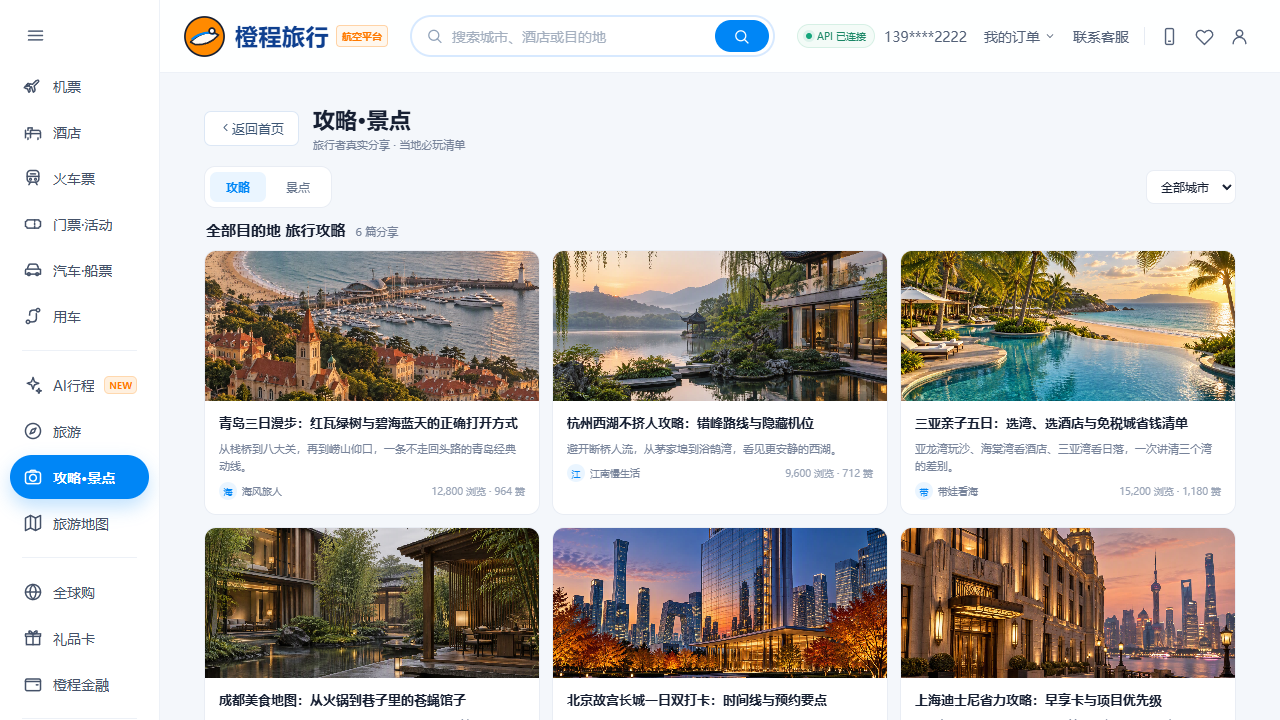 橙程旅行
航空平台
搜索城市、酒店或目的地
API 已连接
139****2222
我的订单
联系客服
机票
酒店
火车票
门票·活动
汽车·船票
用车
AI行程 NEW
旅游
攻略·景点
旅游地图
全球购
礼品卡
橙程金融
返回首页
攻略·景点
旅行者真实分享 · 当地必玩清单
攻略
景点
全部城市
全部目的地 旅行攻略 6 篇分享
青岛三日漫步：红瓦绿树与碧海蓝天的正确打开方式
从栈桥到八大关，再到崂山仰口，一条不走回头路的青岛经典
动线。
海 海风旅人 12,800 浏览 · 964 赞
杭州西湖不挤人攻略：错峰路线与隐藏机位
避开断桥人流，从茅家埠到浴鹄湾，看见更安静的西湖。
江 江南慢生活 9,600 浏览 · 712 赞
三亚亲子五日：选湾、选酒店与免税城省钱清单
亚龙湾玩沙、海棠湾看酒店、三亚湾看日落，一次讲清三个湾
的差别。
带 带娃看海 15,200 浏览 · 1,180 赞
成都美食地图：从火锅到巷子里的苍蝇馆子
北京故宫长城一日双打卡：时间线与预约要点
上海迪士尼省力攻略：早享卡与项目优先级